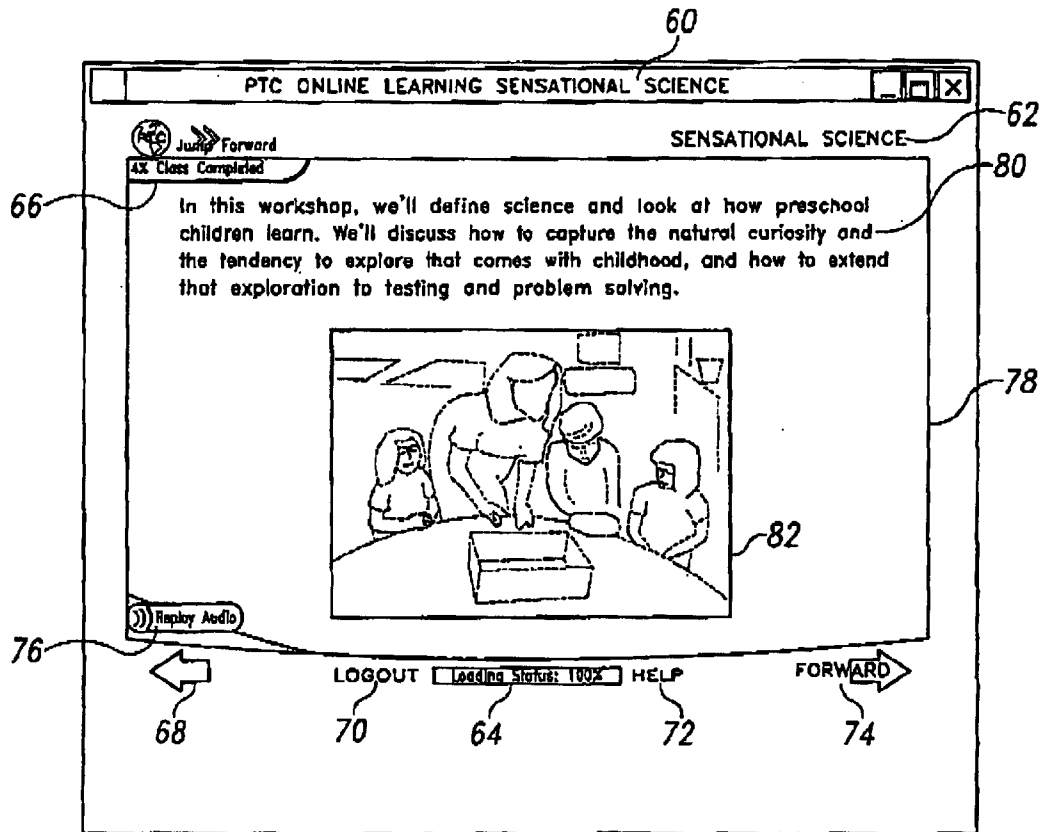 60
PTC ONLINE LEARNING SENSATIONAL SCIENCE
62
PTC Jump Forward
SENSATIONAL SCIENCE
80
4% Class Completed
66
In this workshop, we'll define science and look at how preschool
children learn. We'll discuss how to capture the natural curiosity and
the tendency to explore that comes with childhood, and how to extend
that exploration to testing and problem solving.
78
82
Replay Audio
76
LOGOUT Loading Status: 100% HELP FORWARD
68 70 64 72 74